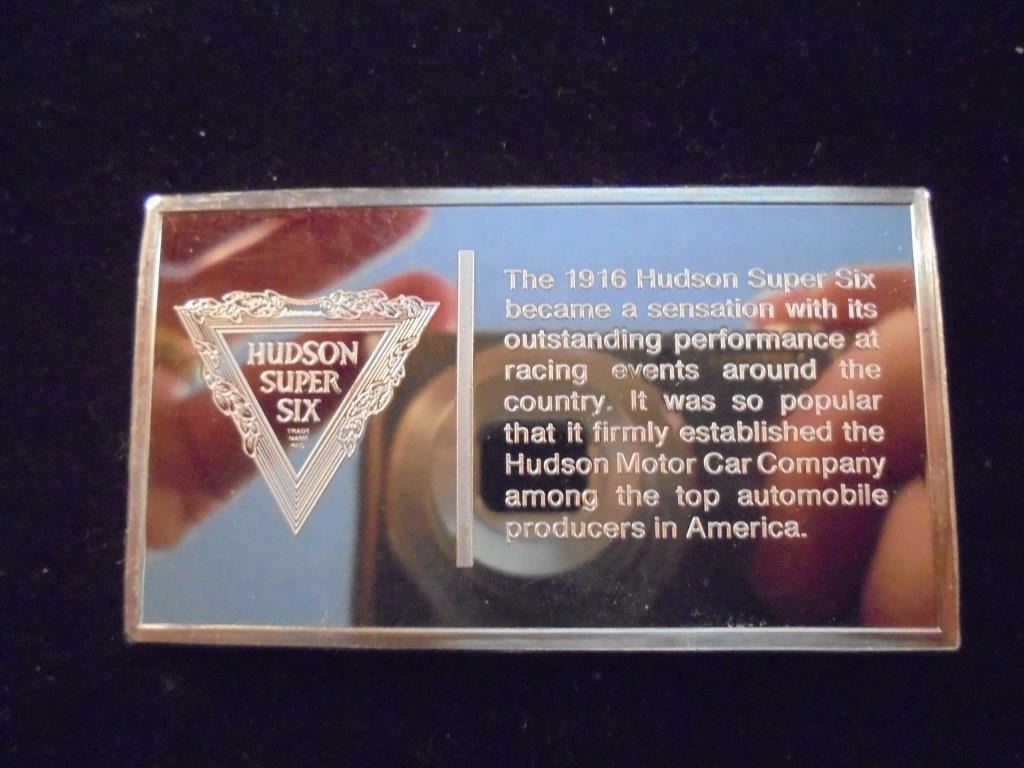 HUDSON
SUPER
SIX
TRADE
NAME
The 1916 Hudson Super Six
became a sensation with its
outstanding performance at
racing events around the
country. It was so popular
that it firmly established the
Hudson Motor Car Company
among the top automobile
producers in America.